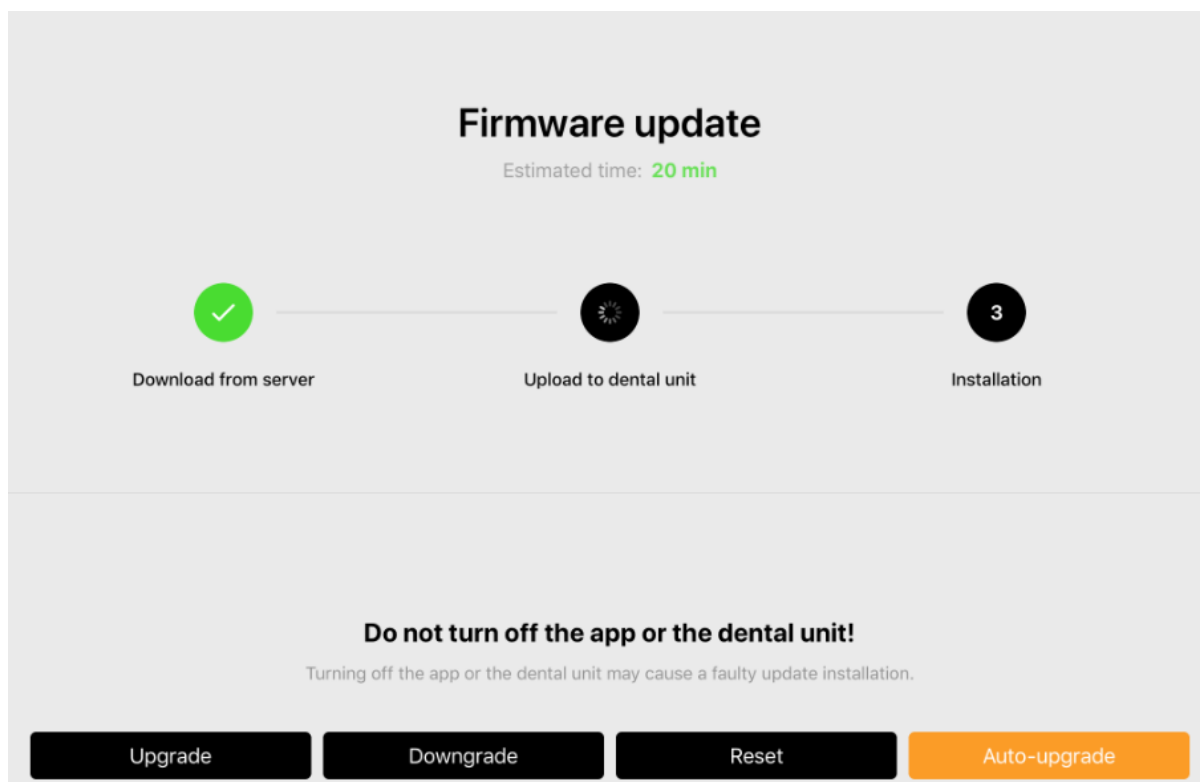 Firmware update
Estimated time: 20 min
3
Download from server
Upload to dental unit
Installation
Do not turn off the app or the dental unit!
Turning off the app or the dental unit may cause a faulty update installation.
Upgrade
Downgrade
Reset
Auto-upgrade